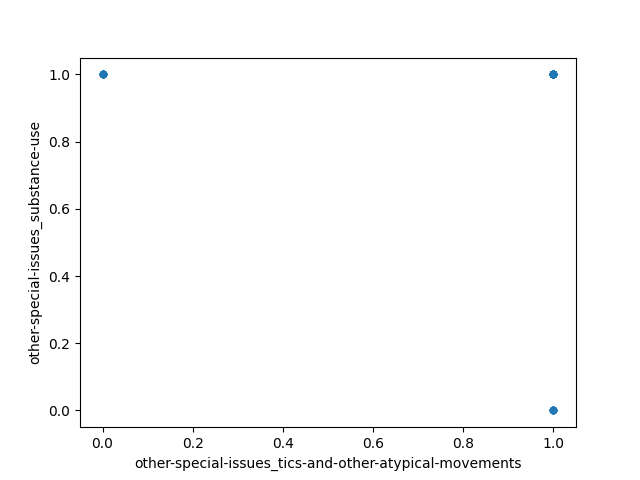 1.0
0.8
0.6
0.4
0.2
0.0
other-special-issues_substance-use
0.0 0.2 0.4 0.6 0.8 1.0
other-special-issues_tics-and-other-atypical-movements